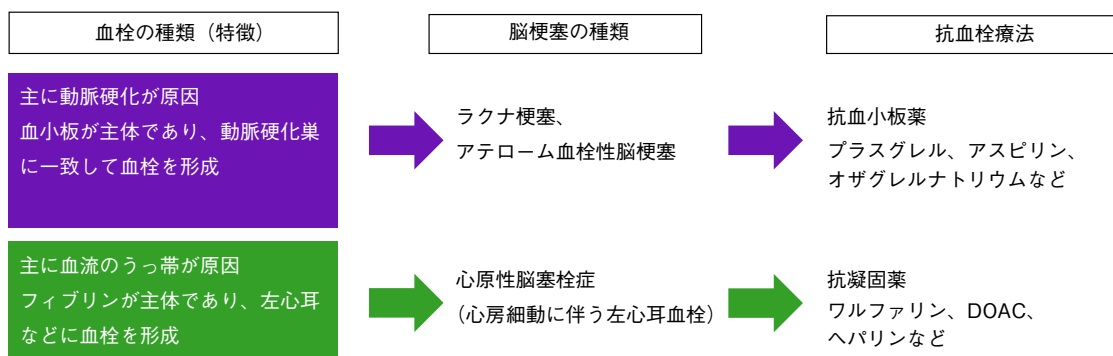 血栓の種類（特徴）
脳梗塞の種類
抗血栓療法
主に動脈硬化が原因
血小板が主体であり、動脈硬化巣
に一致して血栓を形成
ラクナ梗塞、
アテローム血栓性脳梗塞
抗血小板薬
プラスグレル、アスピリン、
オザグレルナトリウムなど
主に血流のうっ帯が原因
フィブリンが主体であり、左心耳
などに血栓を形成
心原性脳塞栓症
（心房細動に伴う左心耳血栓）
抗凝固薬
ワルファリン、DOAC、
ヘパリンなど